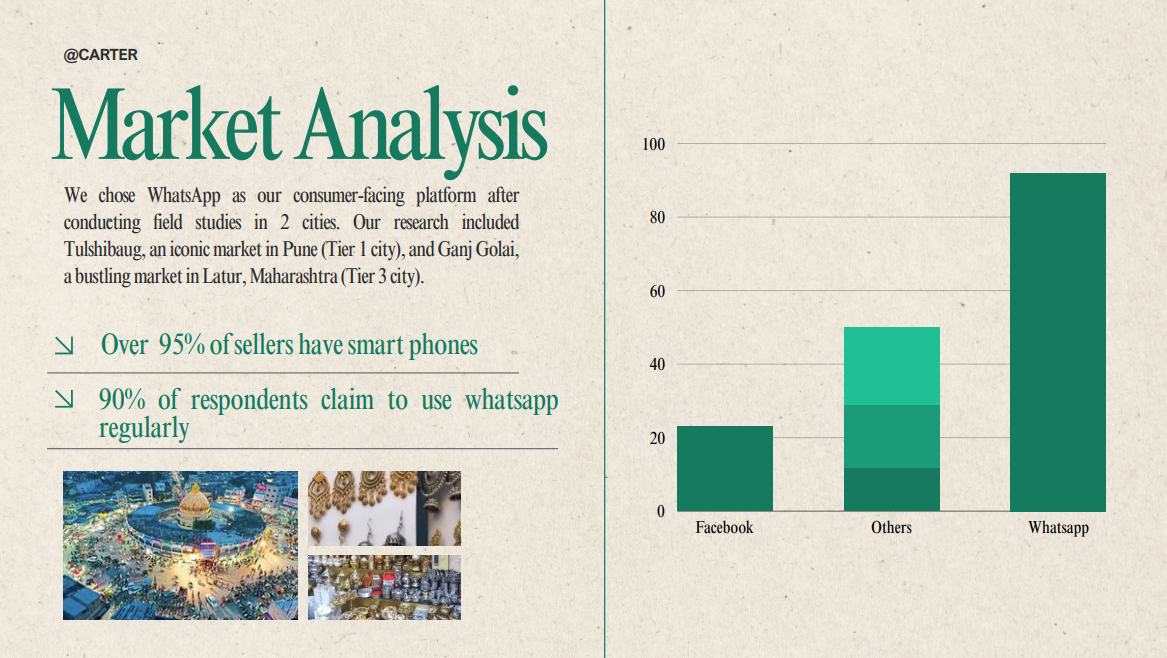 @CARTER
Market Analysis
We chose WhatsApp as our consumer-facing platform after
conducting field studies in 2 cities. Our research included
Tulshibaug, an iconic market in Pune (Tier 1 city), and Ganj Golai,
a bustling market in Latur, Maharashtra (Tier 3 city).
Over 95% of sellers have smart phones
90% of respondents claim to use whatsapp
regularly
100
80
60
40
20
0
Facebook
Others
Whatsapp